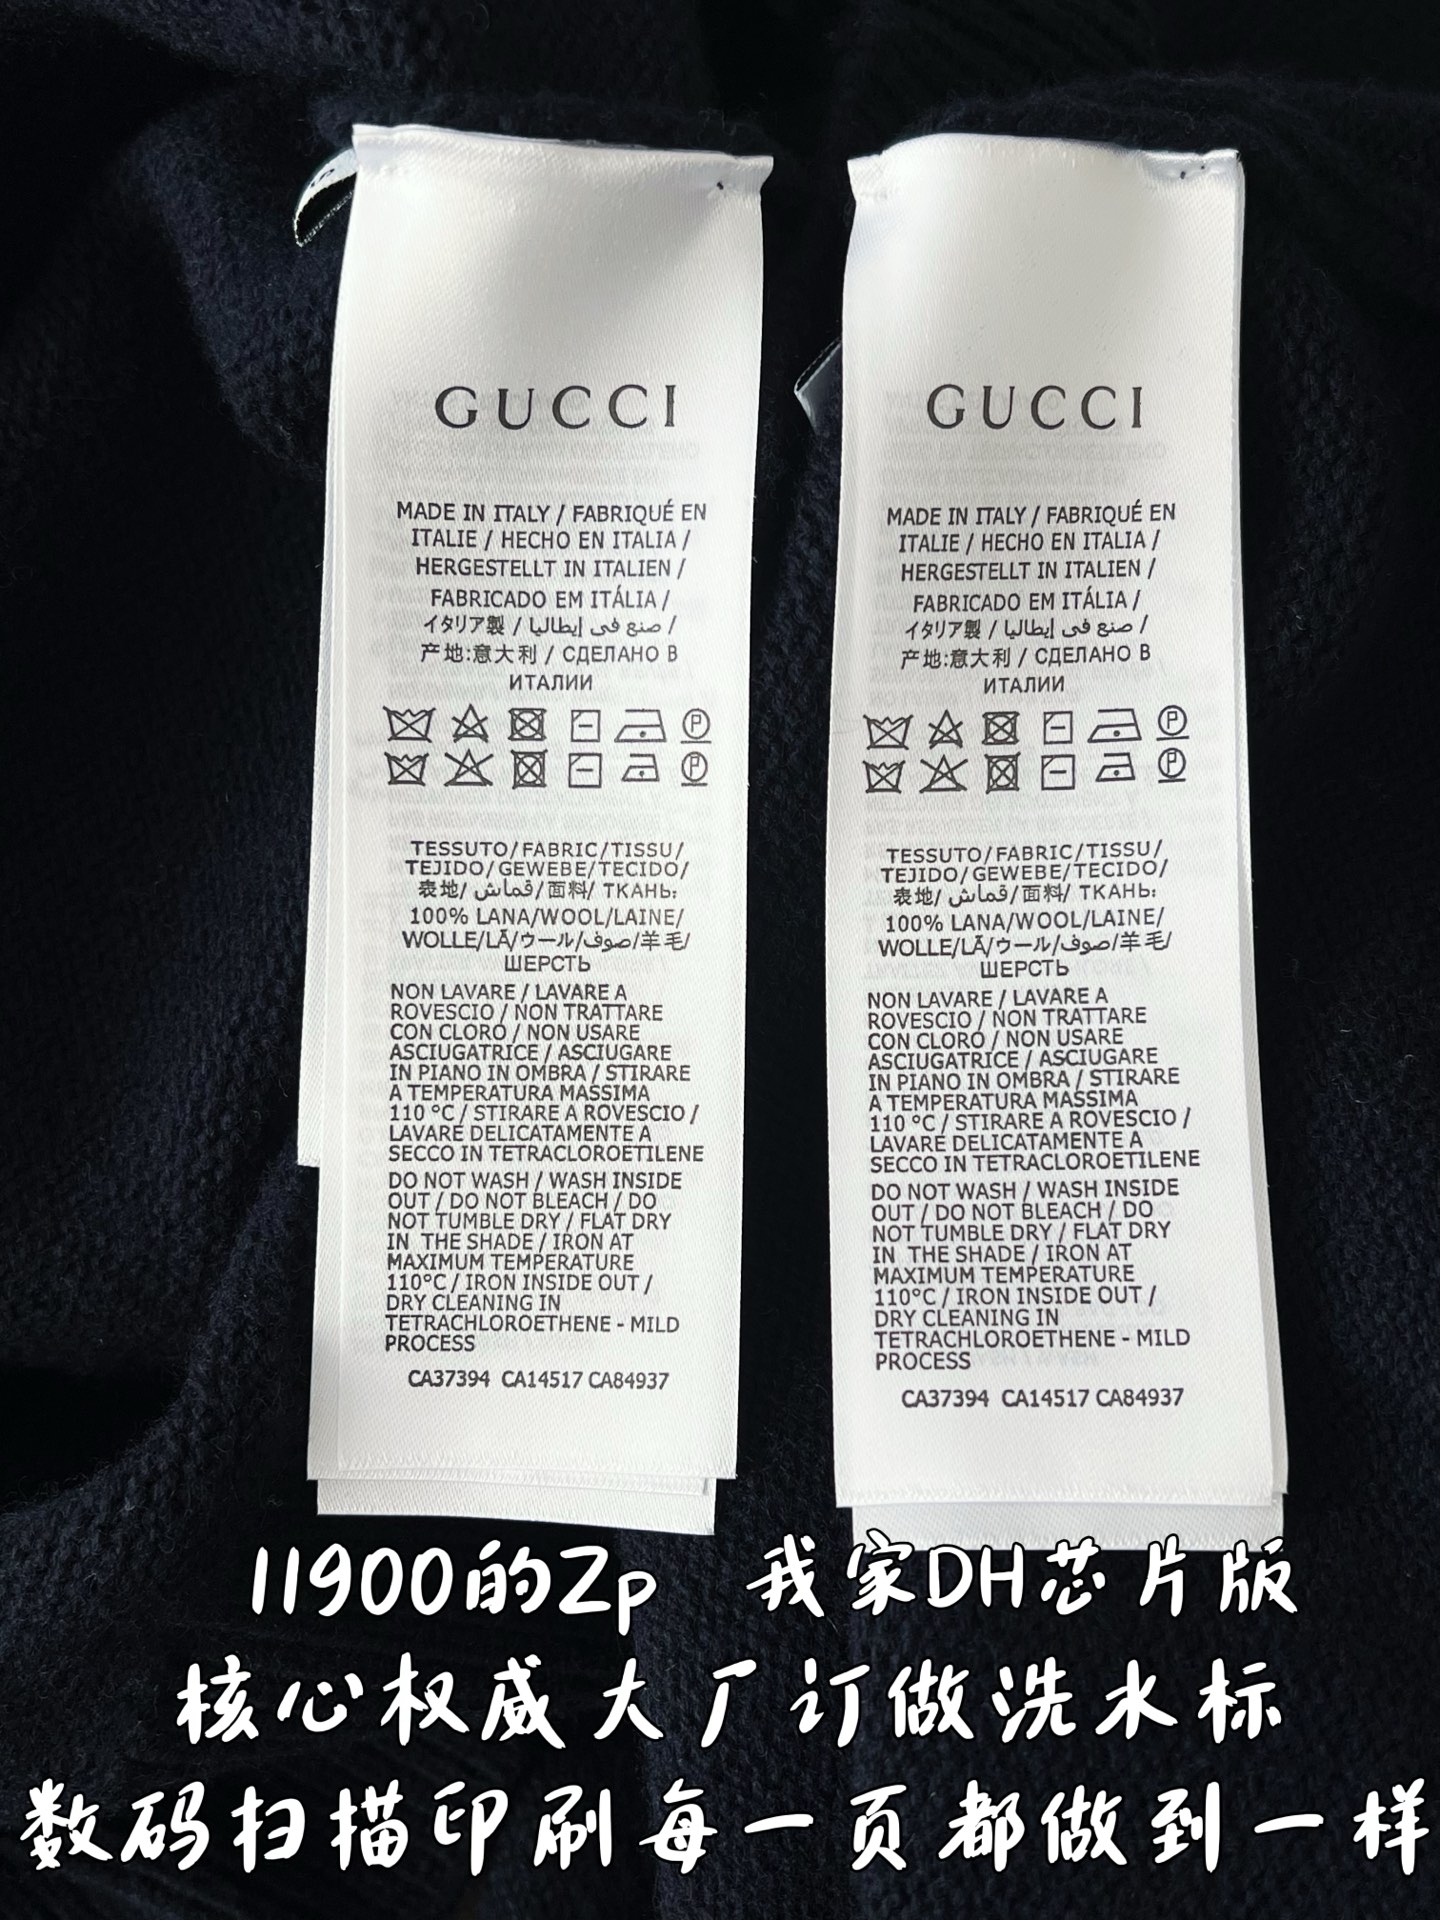 GUCCI
MADE IN ITALY / FABRIQUÉ EN
ITALIE / HECHO EN ITALIA /
HERGESTELLT IN ITALIEN /
FABRICADO EM ITÁLIA /
イタリア製 / صنع في إيطاليا /
产地:意大利 / СДЕЛАНО В
ИТАЛИИ
TESSUTO/FABRIC/TISSU/
TEJIDO/GEWEBE/TECIDO/
表地/ قماش/面料/ ТКАНЬ:
100% LANA/WOOL/LAINE/
WOLLE/LÃ/ウール/صوف/羊毛/
ШЕРСТЬ
NON LAVARE / LAVARE A
ROVESCIO / NON TRATTARE
CON CLORO / NON USARE
ASCIUGATRICE / ASCIUGARE
IN PIANO IN OMBRA / STIRARE
A TEMPERATURA MASSIMA
110 °C / STIRARE A ROVESCIO /
LAVARE DELICATAMENTE A
SECCO IN TETRACLOROETILENE
DO NOT WASH / WASH INSIDE
OUT / DO NOT BLEACH / DO
NOT TUMBLE DRY / FLAT DRY
IN THE SHADE / IRON AT
MAXIMUM TEMPERATURE
110°C / IRON INSIDE OUT /
DRY CLEANING IN
TETRACHLOROETHENE - MILD
PROCESS
CA37394 CA14517 CA84937
GUCCI
MADE IN ITALY / FABRIQUÉ EN
ITALIE / HECHO EN ITALIA /
HERGESTELLT IN ITALIEN /
FABRICADO EM ITÁLIA /
イタリア製 / صنع في إيطاليا /
产地:意大利 / СДЕЛАНО В
ИТАЛИИ
TESSUTO/FABRIC/TISSU/
TEJIDO/GEWEBE/TECIDO/
表地/ قماش/面料/ ТКАНЬ:
100% LANA/WOOL/LAINE/
WOLLE/LÃ/ウール/صوف/羊毛/
ШЕРСТЬ
NON LAVARE / LAVARE A
ROVESCIO / NON TRATTARE
CON CLORO / NON USARE
ASCIUGATRICE / ASCIUGARE
IN PIANO IN OMBRA / STIRARE
A TEMPERATURA MASSIMA
110 °C / STIRARE A ROVESCIO /
LAVARE DELICATAMENTE A
SECCO IN TETRACLOROETILENE
DO NOT WASH / WASH INSIDE
OUT / DO NOT BLEACH / DO
NOT TUMBLE DRY / FLAT DRY
IN THE SHADE / IRON AT
MAXIMUM TEMPERATURE
110°C / IRON INSIDE OUT /
DRY CLEANING IN
TETRACHLOROETHENE - MILD
PROCESS
CA37394 CA14517 CA84937
11900的Zp 我家DH芯片版
核心权威大厂订做洗水标
数码扫描印刷每一页都做到一样